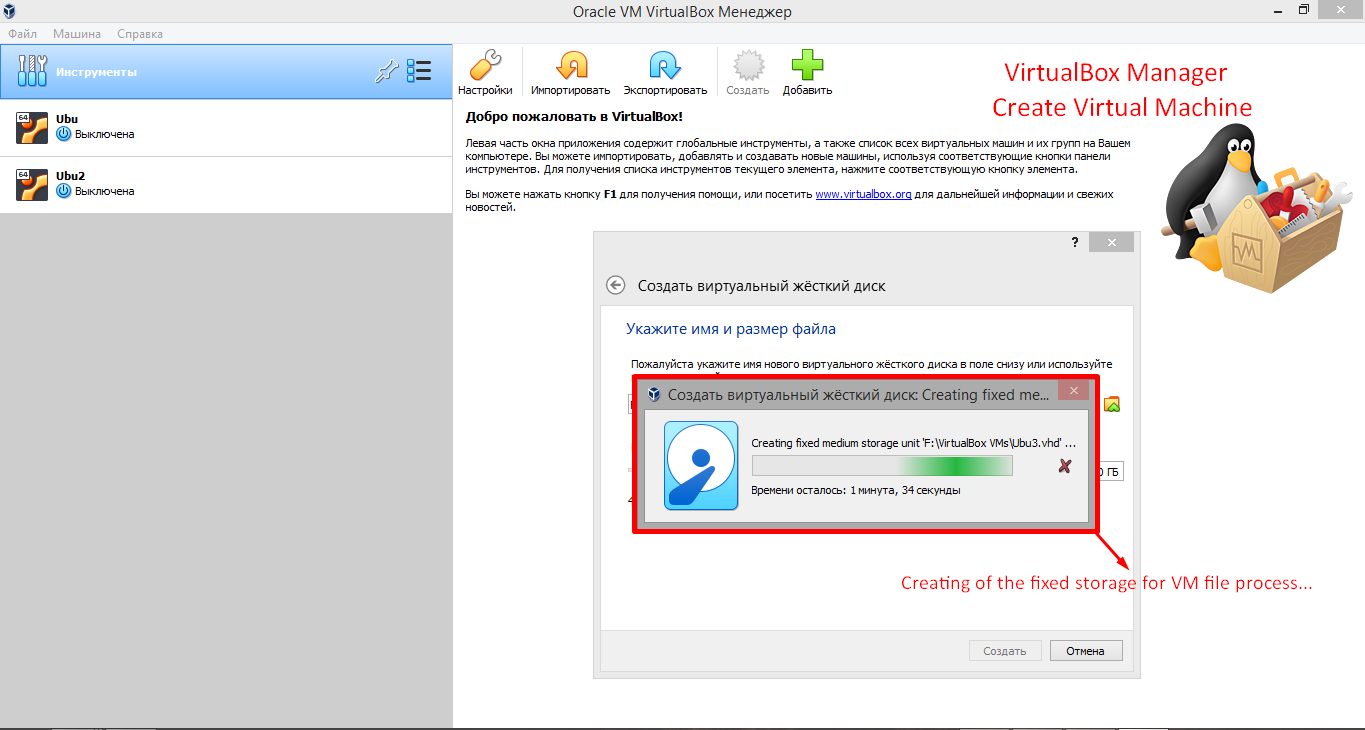 Oracle VM VirtualBox Менеджер
Файл Машина Справка
Инструменты
Настройки Импортировать Экспортировать Создать Добавить
VirtualBox Manager
Create Virtual Machine
64 Ubu
Выключена
64 Ubu2
Выключена
Добро пожаловать в VirtualBox!
Левая часть окна приложения содержит глобальные инструменты, а также список всех виртуальных машин и их групп на Вашем
компьютере. Вы можете импортировать, добавлять и создавать новые машины, используя соответствующие кнопки панели
инструментов. Для получения списка инструментов текущего элемента, нажмите соответствующую кнопку элемента.
Вы можете нажать кнопку F1 для получения помощи, или посетить www.virtualbox.org для дальнейшей информации и свежих
новостей.
?
Создать виртуальный жёсткий диск
Укажите имя и размер файла
Пожалуйста укажите имя нового виртуального жёсткого диска в поле снизу или используйте
Создать виртуальный жёсткий диск: Creating fixed me...
Creating fixed medium storage unit 'F:\VirtualBox VMs\Ubu3.vhd' ...
ГБ
Времени осталось: 1 минута, 34 секунды
Creating of the fixed storage for VM file process...
Создать Отмена